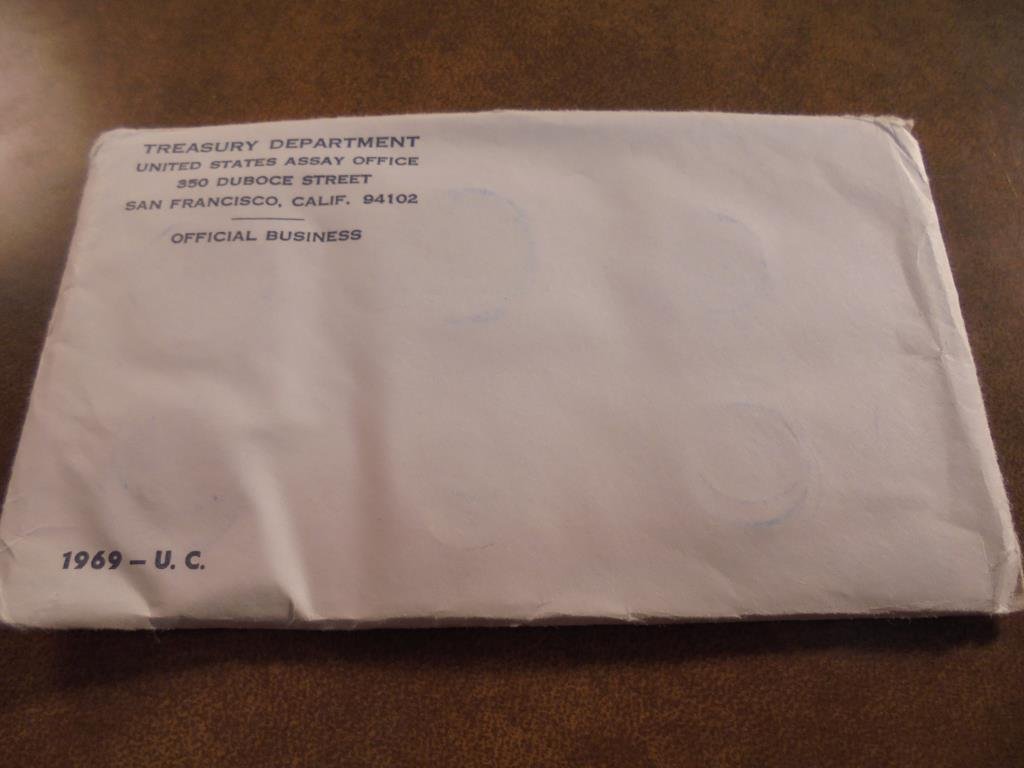 TREASURY DEPARTMENT
UNITED STATES ASSAY OFFICE
350 DUBOCE STREET
SAN FRANCISCO, CALIF. 94102
OFFICIAL BUSINESS
1969 – U. C.